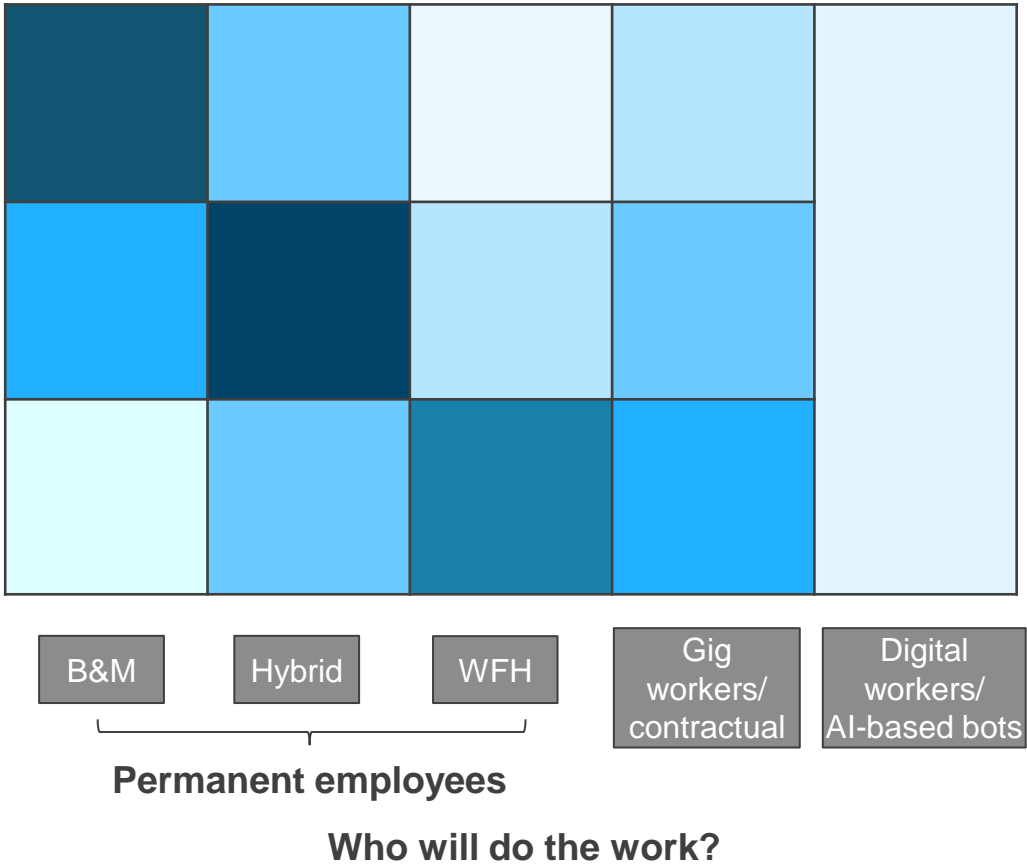 B&M
Hybrid
WFH
Gig
workers/
contractual
Digital
workers/
AI-based bots
Permanent employees
Who will do the work?